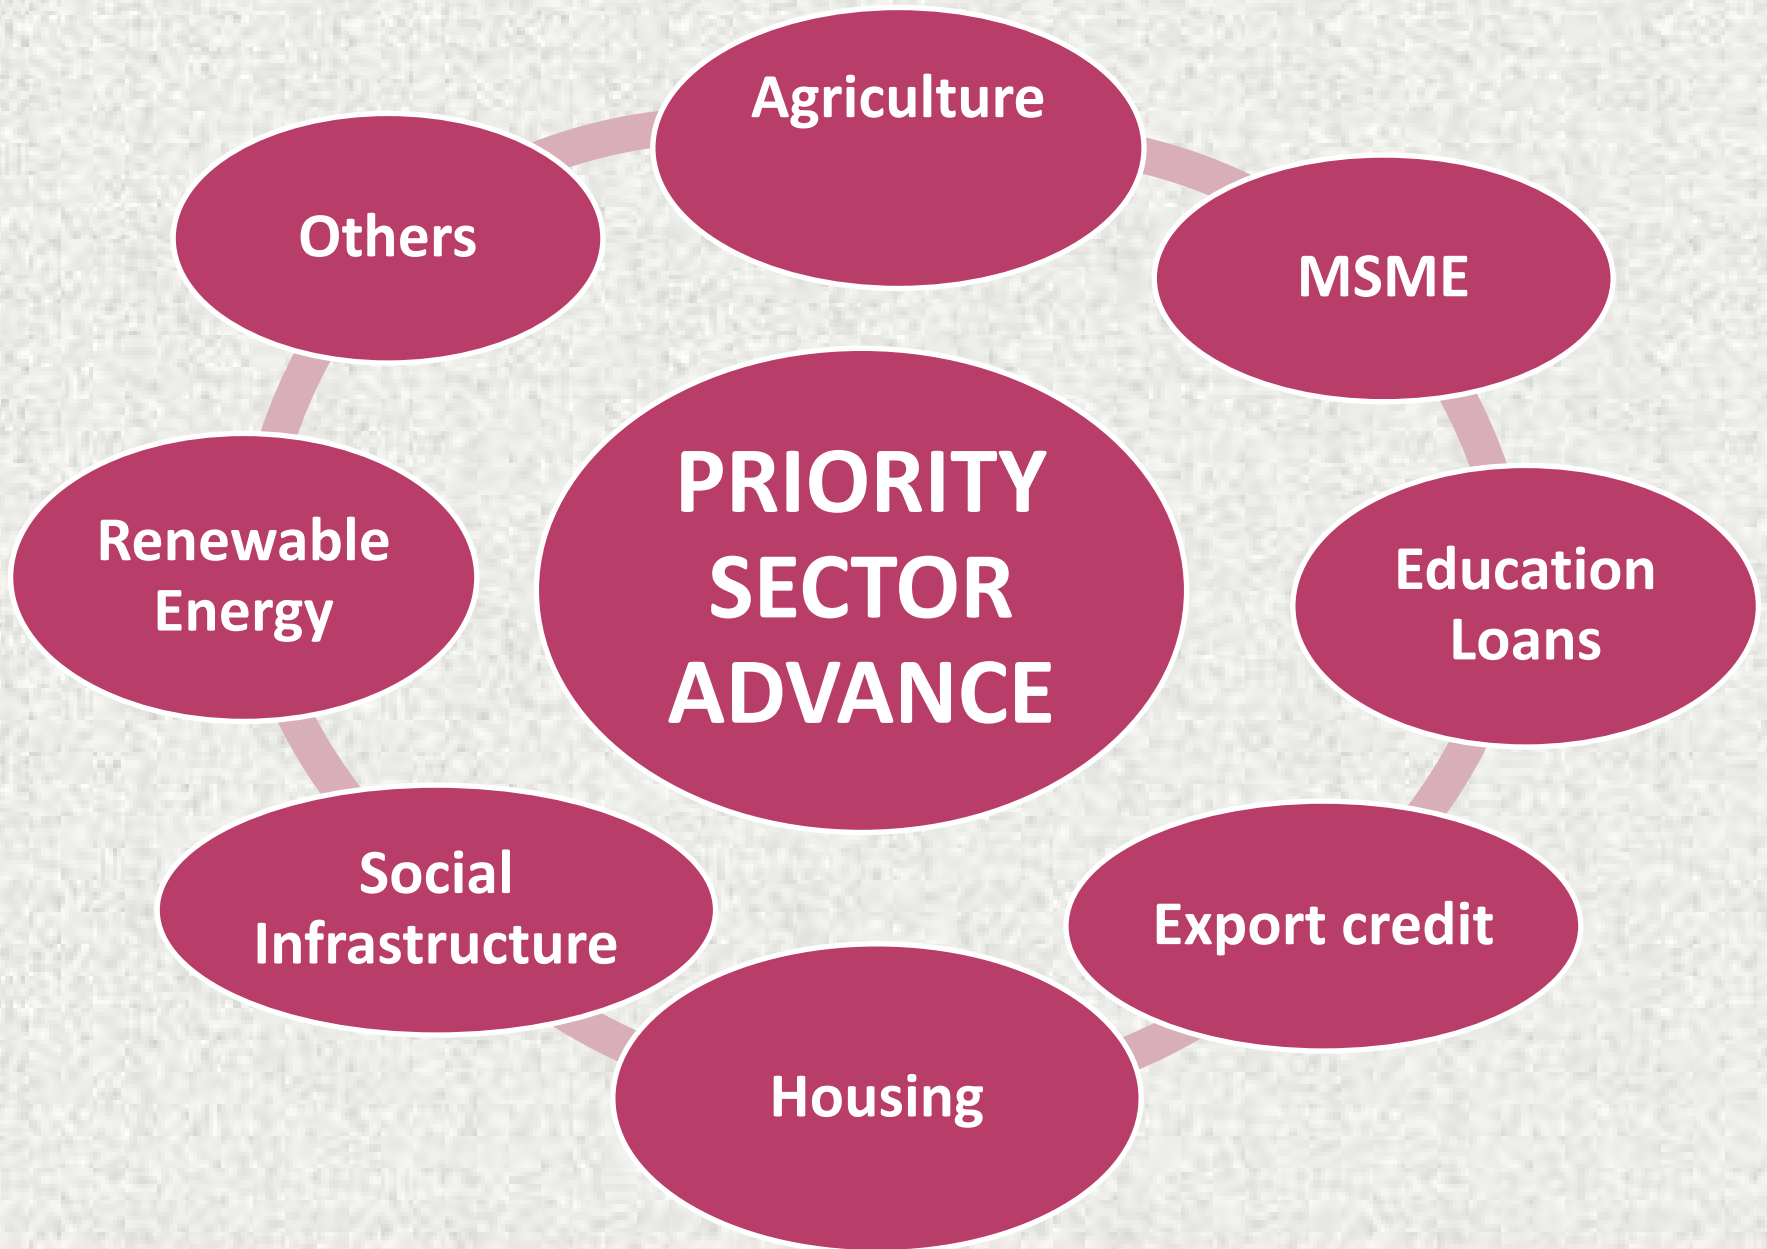 Agriculture
MSME
Education
Loans
Export credit
Housing
Social
Infrastructure
Renewable
Energy
Others
PRIORITY
SECTOR
ADVANCE